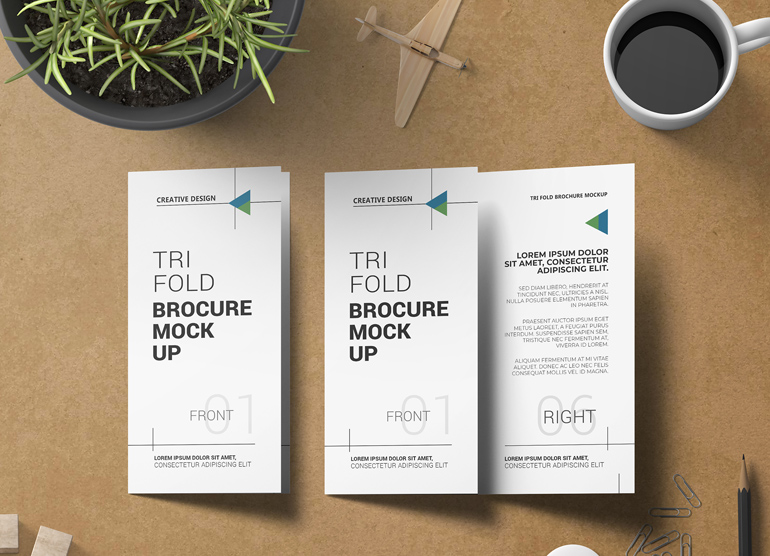 CREATIVE DESIGN
TRI
FOLD
BROCURE
MOCK
UP
FRONT
01
LOREM IPSUM DOLOR SIT AMET,
CONSECTETUR ADIPISCING ELIT
CREATIVE DESIGN
TRI
FOLD
BROCURE
MOCK
UP
FRONT
01
LOREM IPSUM DOLOR SIT AMET,
CONSECTETUR ADIPISCING ELIT
TRI FOLD BROCHURE MOCKUP
LOREM IPSUM DOLOR
SIT AMET, CONSECTETUR
ADIPISCING ELIT.
SED DIAM LIBERO, HENDRERIT AT
TINCIDUNT NEC, ULTRICIES A NISL.
NULLA POSUERE ELEMENTUM SAPIEN
IN PHARETRA.
PRAESENT AUCTOR IPSUM EGET
METUS LAOREET, A FEUGIAT PURUS
INTERDUM. SUSPENDISSE SAPIEN SEM,
TRISTIQUE NEC FERMENTUM AT,
VIVERRA ID LOREM.
ALIQUAM FERMENTUM AT MI VITAE
ALIQUET. DONEC AC LEO NEC FELIS
CONSEQUAT MOLLIS VEL ID MAGNA.
06
RIGHT
LOREM IPSUM DOLOR SIT AMET,
CONSECTETUR ADIPISCING ELIT